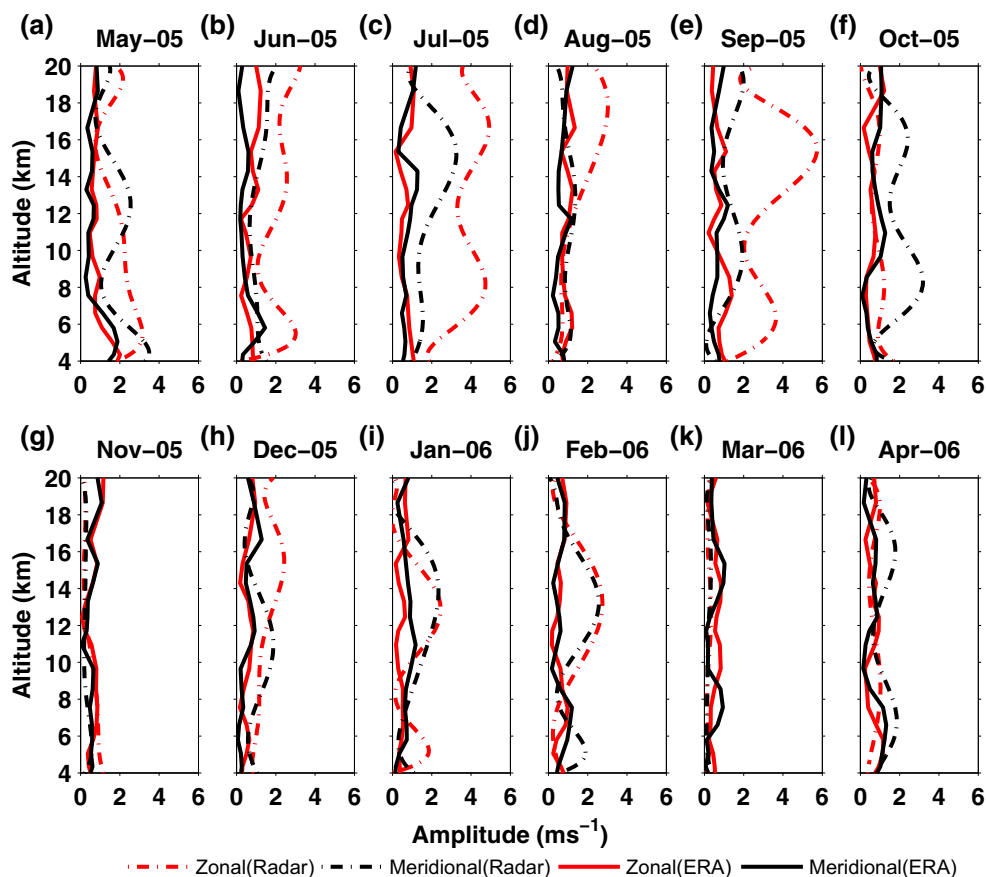 (a) (b) (c) (d) (e) (f)
May−05 Jun−05 Jul−05 Aug−05 Sep−05 Oct−05
20
18
16
14
12
10
8
6
4
Altitude (km)
0 2 4 6 0 2 4 6 0 2 4 6 0 2 4 6 0 2 4 6 0 2 4 6
(g) (h) (i) (j) (k) (l)
Nov−05 Dec−05 Jan−06 Feb−06 Mar−06 Apr−06
20
18
16
14
12
10
8
6
4
Altitude (km)
0 2 4 6 0 2 4 6 0 2 4 6 0 2 4 6 0 2 4 6 0 2 4 6
Amplitude (ms⁻¹)
Zonal(Radar) Meridional(Radar) Zonal(ERA) Meridional(ERA)